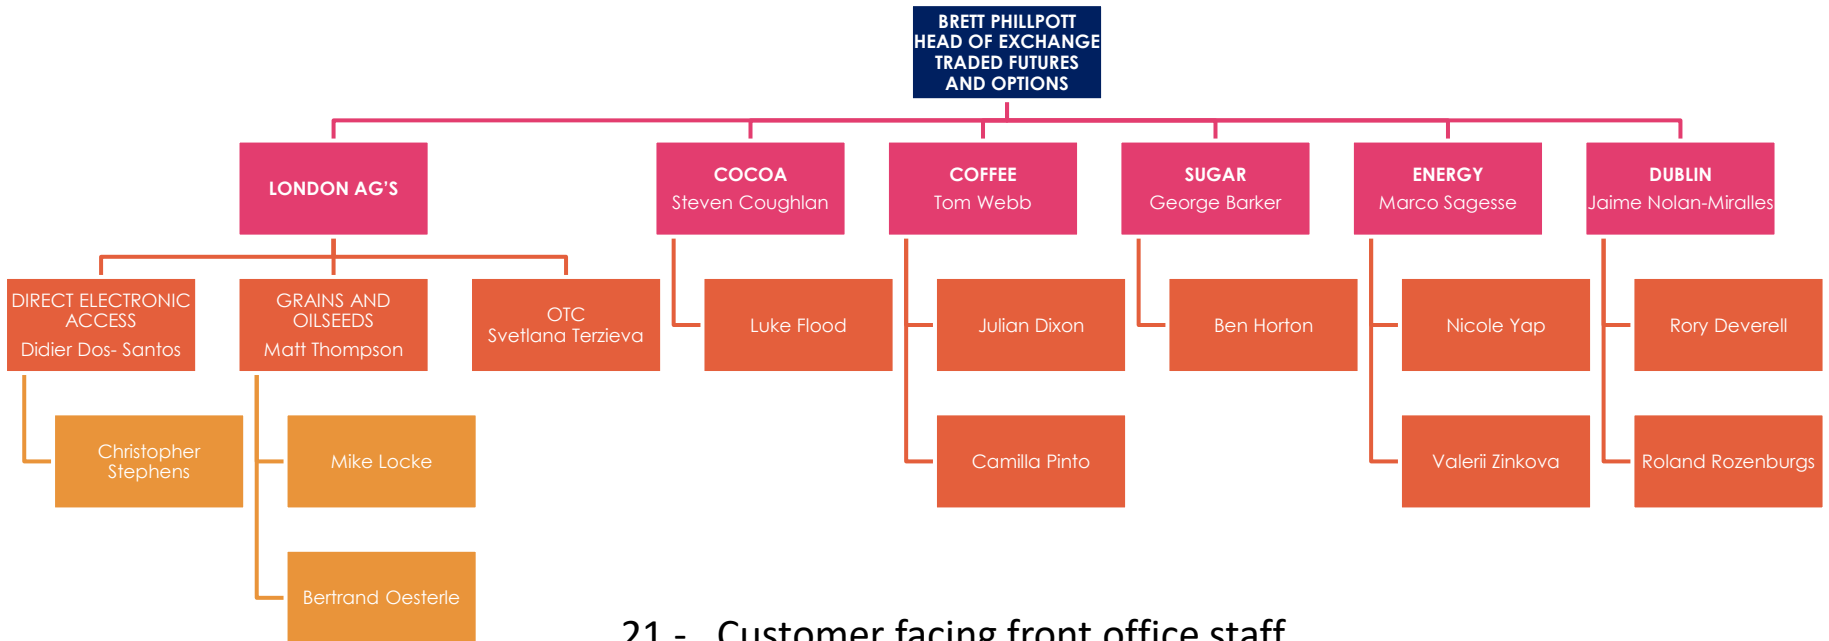 BRETT PHILLPOTT
HEAD OF EXCHANGE
TRADED FUTURES
AND OPTIONS
LONDON AG'S
COCOA
Steven Coughlan
COFFEE
Tom Webb
SUGAR
George Barker
ENERGY
Marco Sagesse
DUBLIN
Jaime Nolan-Miralles
DIRECT ELECTRONIC
ACCESS
Didier Dos- Santos
GRAINS AND
OILSEEDS
Matt Thompson
OTC
Svetlana Terzieva
Luke Flood
Julian Dixon
Ben Horton
Nicole Yap
Rory Deverell
Christopher
Stephens
Mike Locke
Camilla Pinto
Valerii Zinkova
Roland Rozenburgs
Bertrand Oesterle
21 - Customer facing front office staff